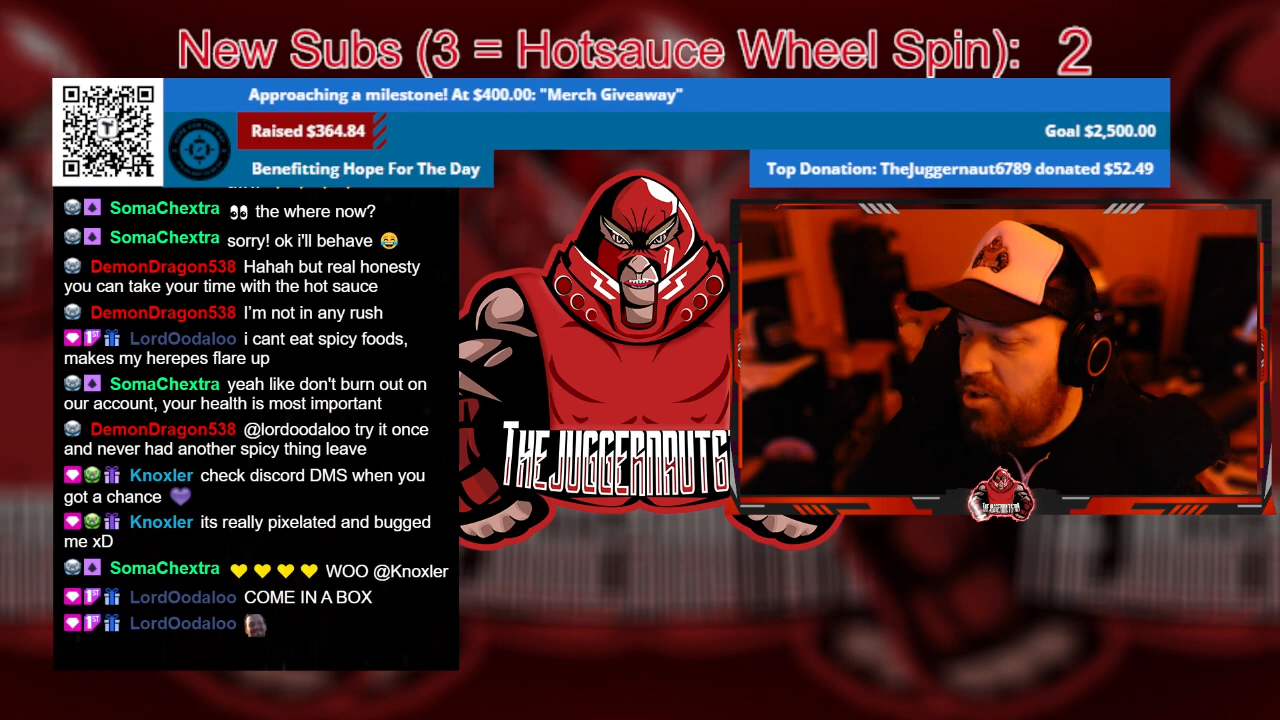 New Subs (3 = Hotsauce Wheel Spin): 2
Approaching a milestone! At $400.00: "Merch Giveaway"
Raised $364.84
Goal $2,500.00
Benefitting Hope For The Day
Top Donation: TheJuggernaut6789 donated $52.49
SomaChextra 👀 the where now?
SomaChextra sorry! ok i'll behave 😂
DemonDragon538 Hahah but real honesty
you can take your time with the hot sauce
DemonDragon538 I'm not in any rush
LordOodaloo i cant eat spicy foods,
makes my herepes flare up
SomaChextra yeah like don't burn out on
our account, your health is most important
DemonDragon538 @lordoodaloo try it once
and never had another spicy thing leave
Knoxler check discord DMS when you
got a chance 💜
Knoxler its really pixelated and bugged
me xD
SomaChextra 💛 💛 💛 💛 WOO @Knoxler
LordOodaloo COME IN A BOX
LordOodaloo
THEJUGGERNAUT6